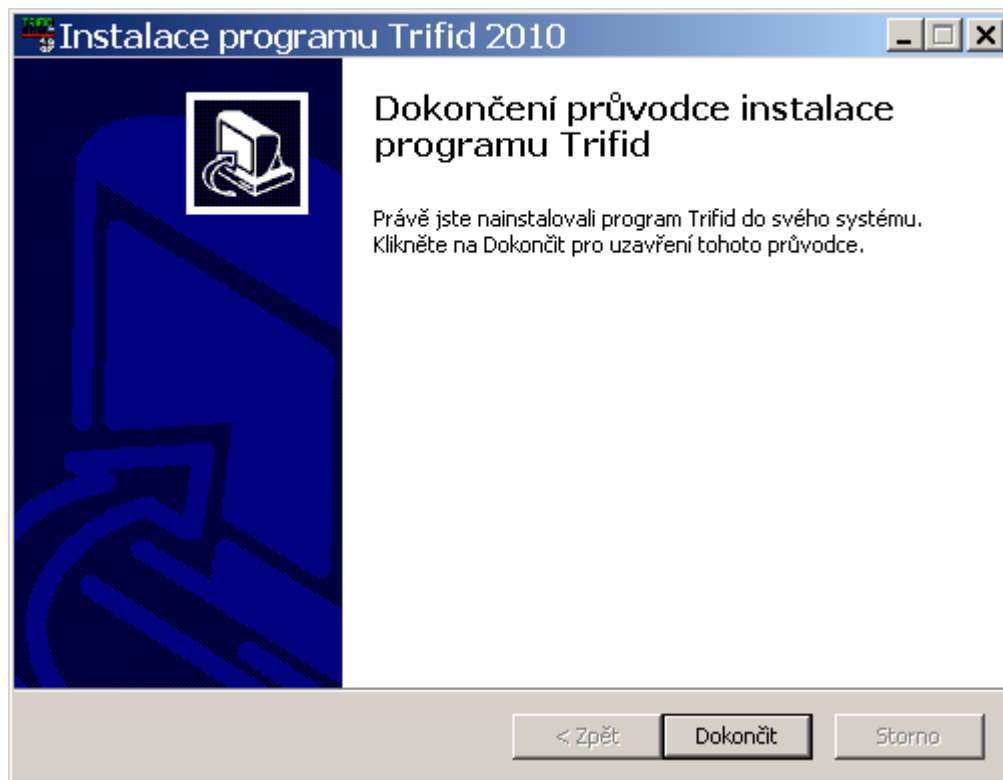 Instalace programu Trifid 2010
Dokončení průvodce instalace
programu Trifid
Právě jste nainstalovali program Trifid do svého systému.
Klikněte na Dokončit pro uzavření tohoto průvodce.
< Zpět
Dokončit
Storno